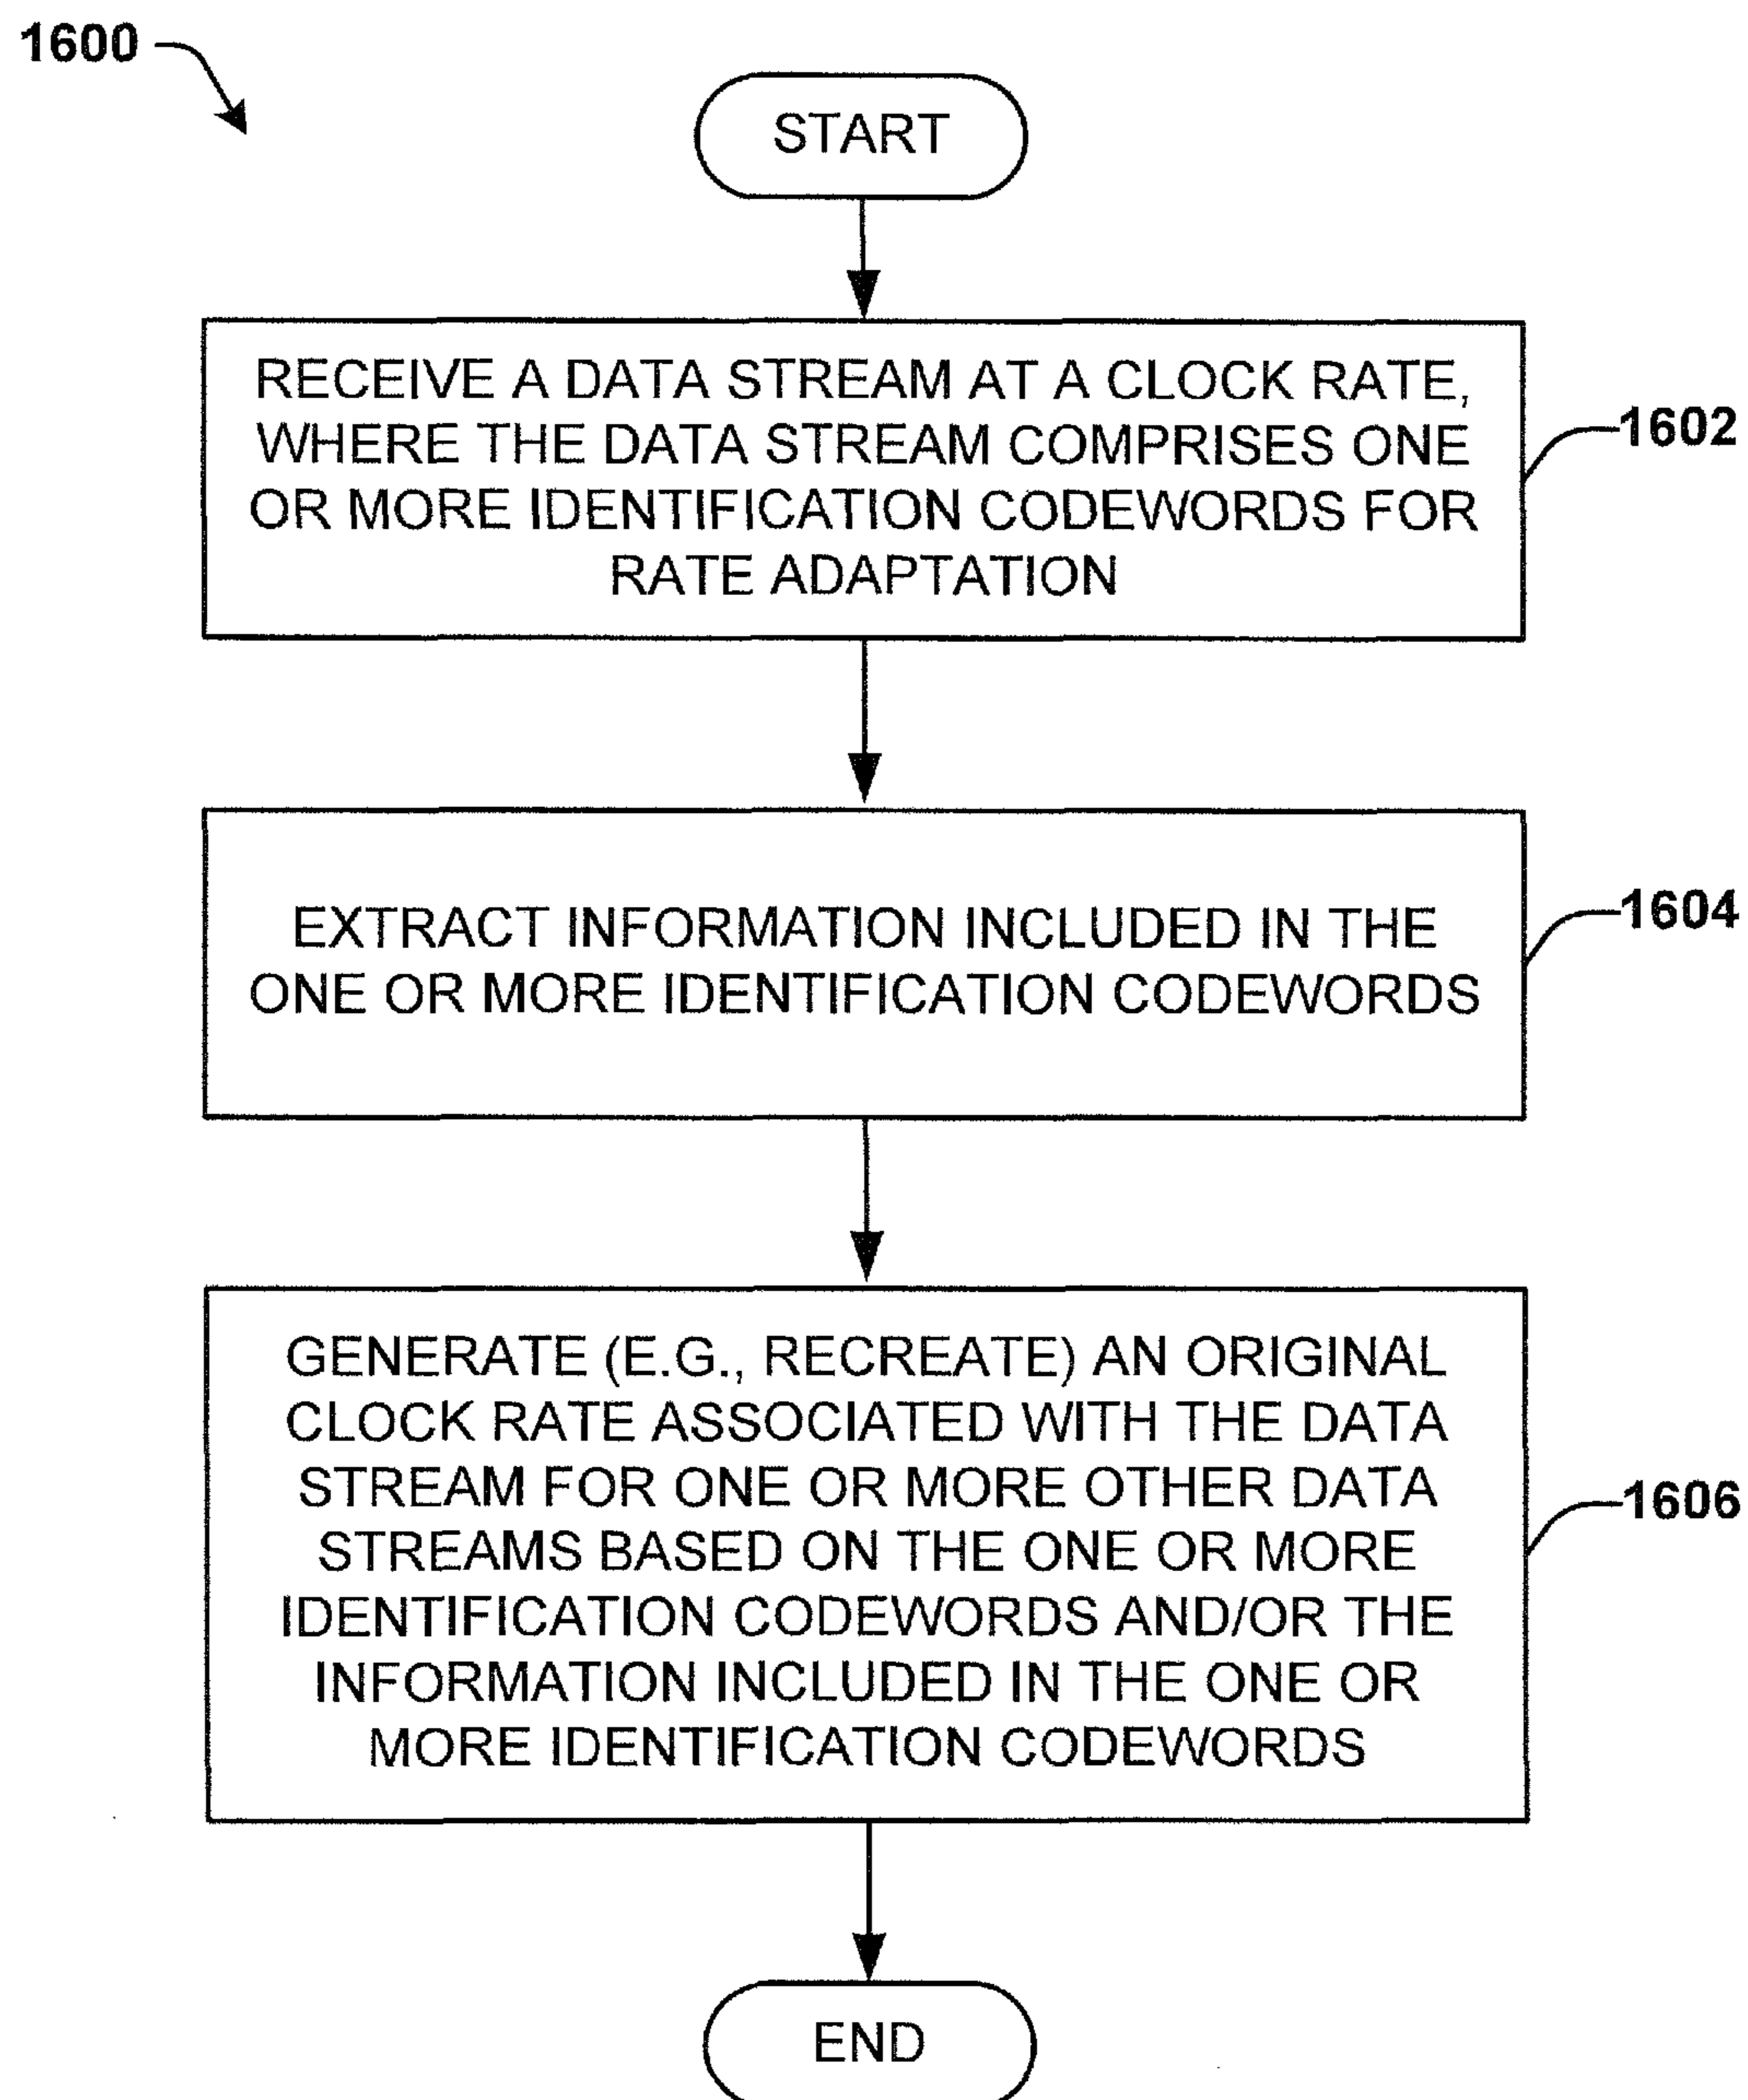 1600
START
RECEIVE A DATA STREAM AT A CLOCK RATE,
WHERE THE DATA STREAM COMPRISES ONE
OR MORE IDENTIFICATION CODEWORDS FOR
RATE ADAPTATION
1602
EXTRACT INFORMATION INCLUDED IN THE
ONE OR MORE IDENTIFICATION CODEWORDS
1604
GENERATE (E.G., RECREATE) AN ORIGINAL
CLOCK RATE ASSOCIATED WITH THE DATA
STREAM FOR ONE OR MORE OTHER DATA
STREAMS BASED ON THE ONE OR MORE
IDENTIFICATION CODEWORDS AND/OR THE
INFORMATION INCLUDED IN THE ONE OR
MORE IDENTIFICATION CODEWORDS
1606
END